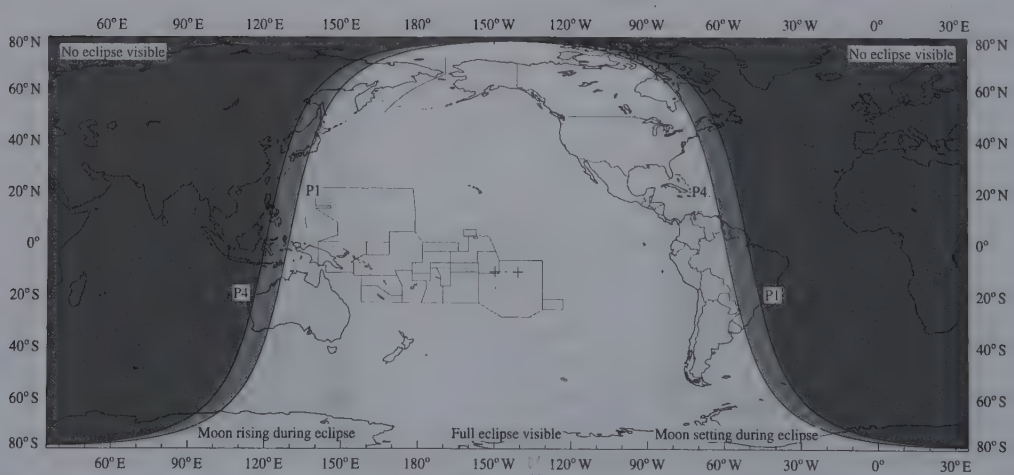 60° E 90° E 120° E 150° E 180° 150° W 120° W 90° W 60° W 30° W 0° 30° E
80° N No eclipse visible No eclipse visible 80° N
60° N 60° N
40° N 40° N
20° N P1 P4 20° N
0° 0°
20° S P4 P1 20° S
40° S 40° S
60° S 60° S
Moon rising during eclipse Full eclipse visible Moon setting during eclipse
80° S 80° S
60° E 90° E 120° E 150° E 180° 150° W 120° W 90° W 60° W 30° W 0° 30° E